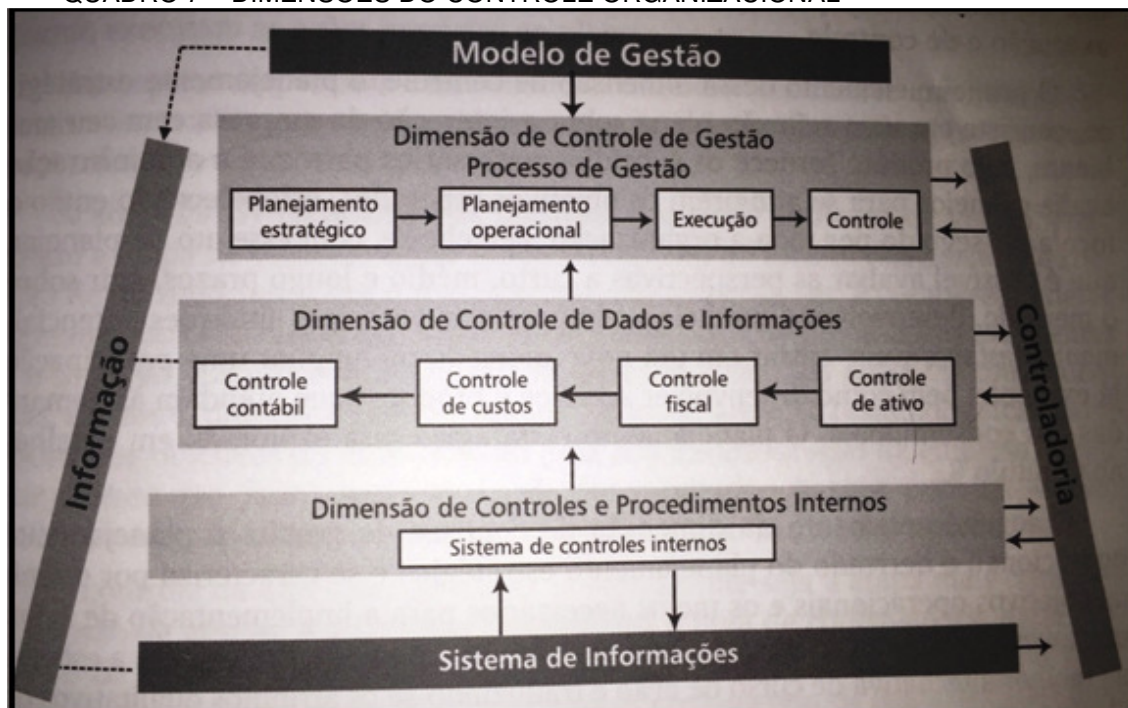 QUADRO 7 – DIMENSÕES DO CONTROLE ORGANIZACIONAL
Modelo de Gestão
Dimensão de Controle de Gestão
Processo de Gestão
Planejamento
estratégico
Planejamento
operacional
Execução
Controle
Dimensão de Controle de Dados e Informações
Controle
contábil
Controle
de custos
Controle
fiscal
Controle
de ativo
Dimensão de Controles e Procedimentos Internos
Sistema de controles internos
Sistema de Informações
Informação
Controladoria